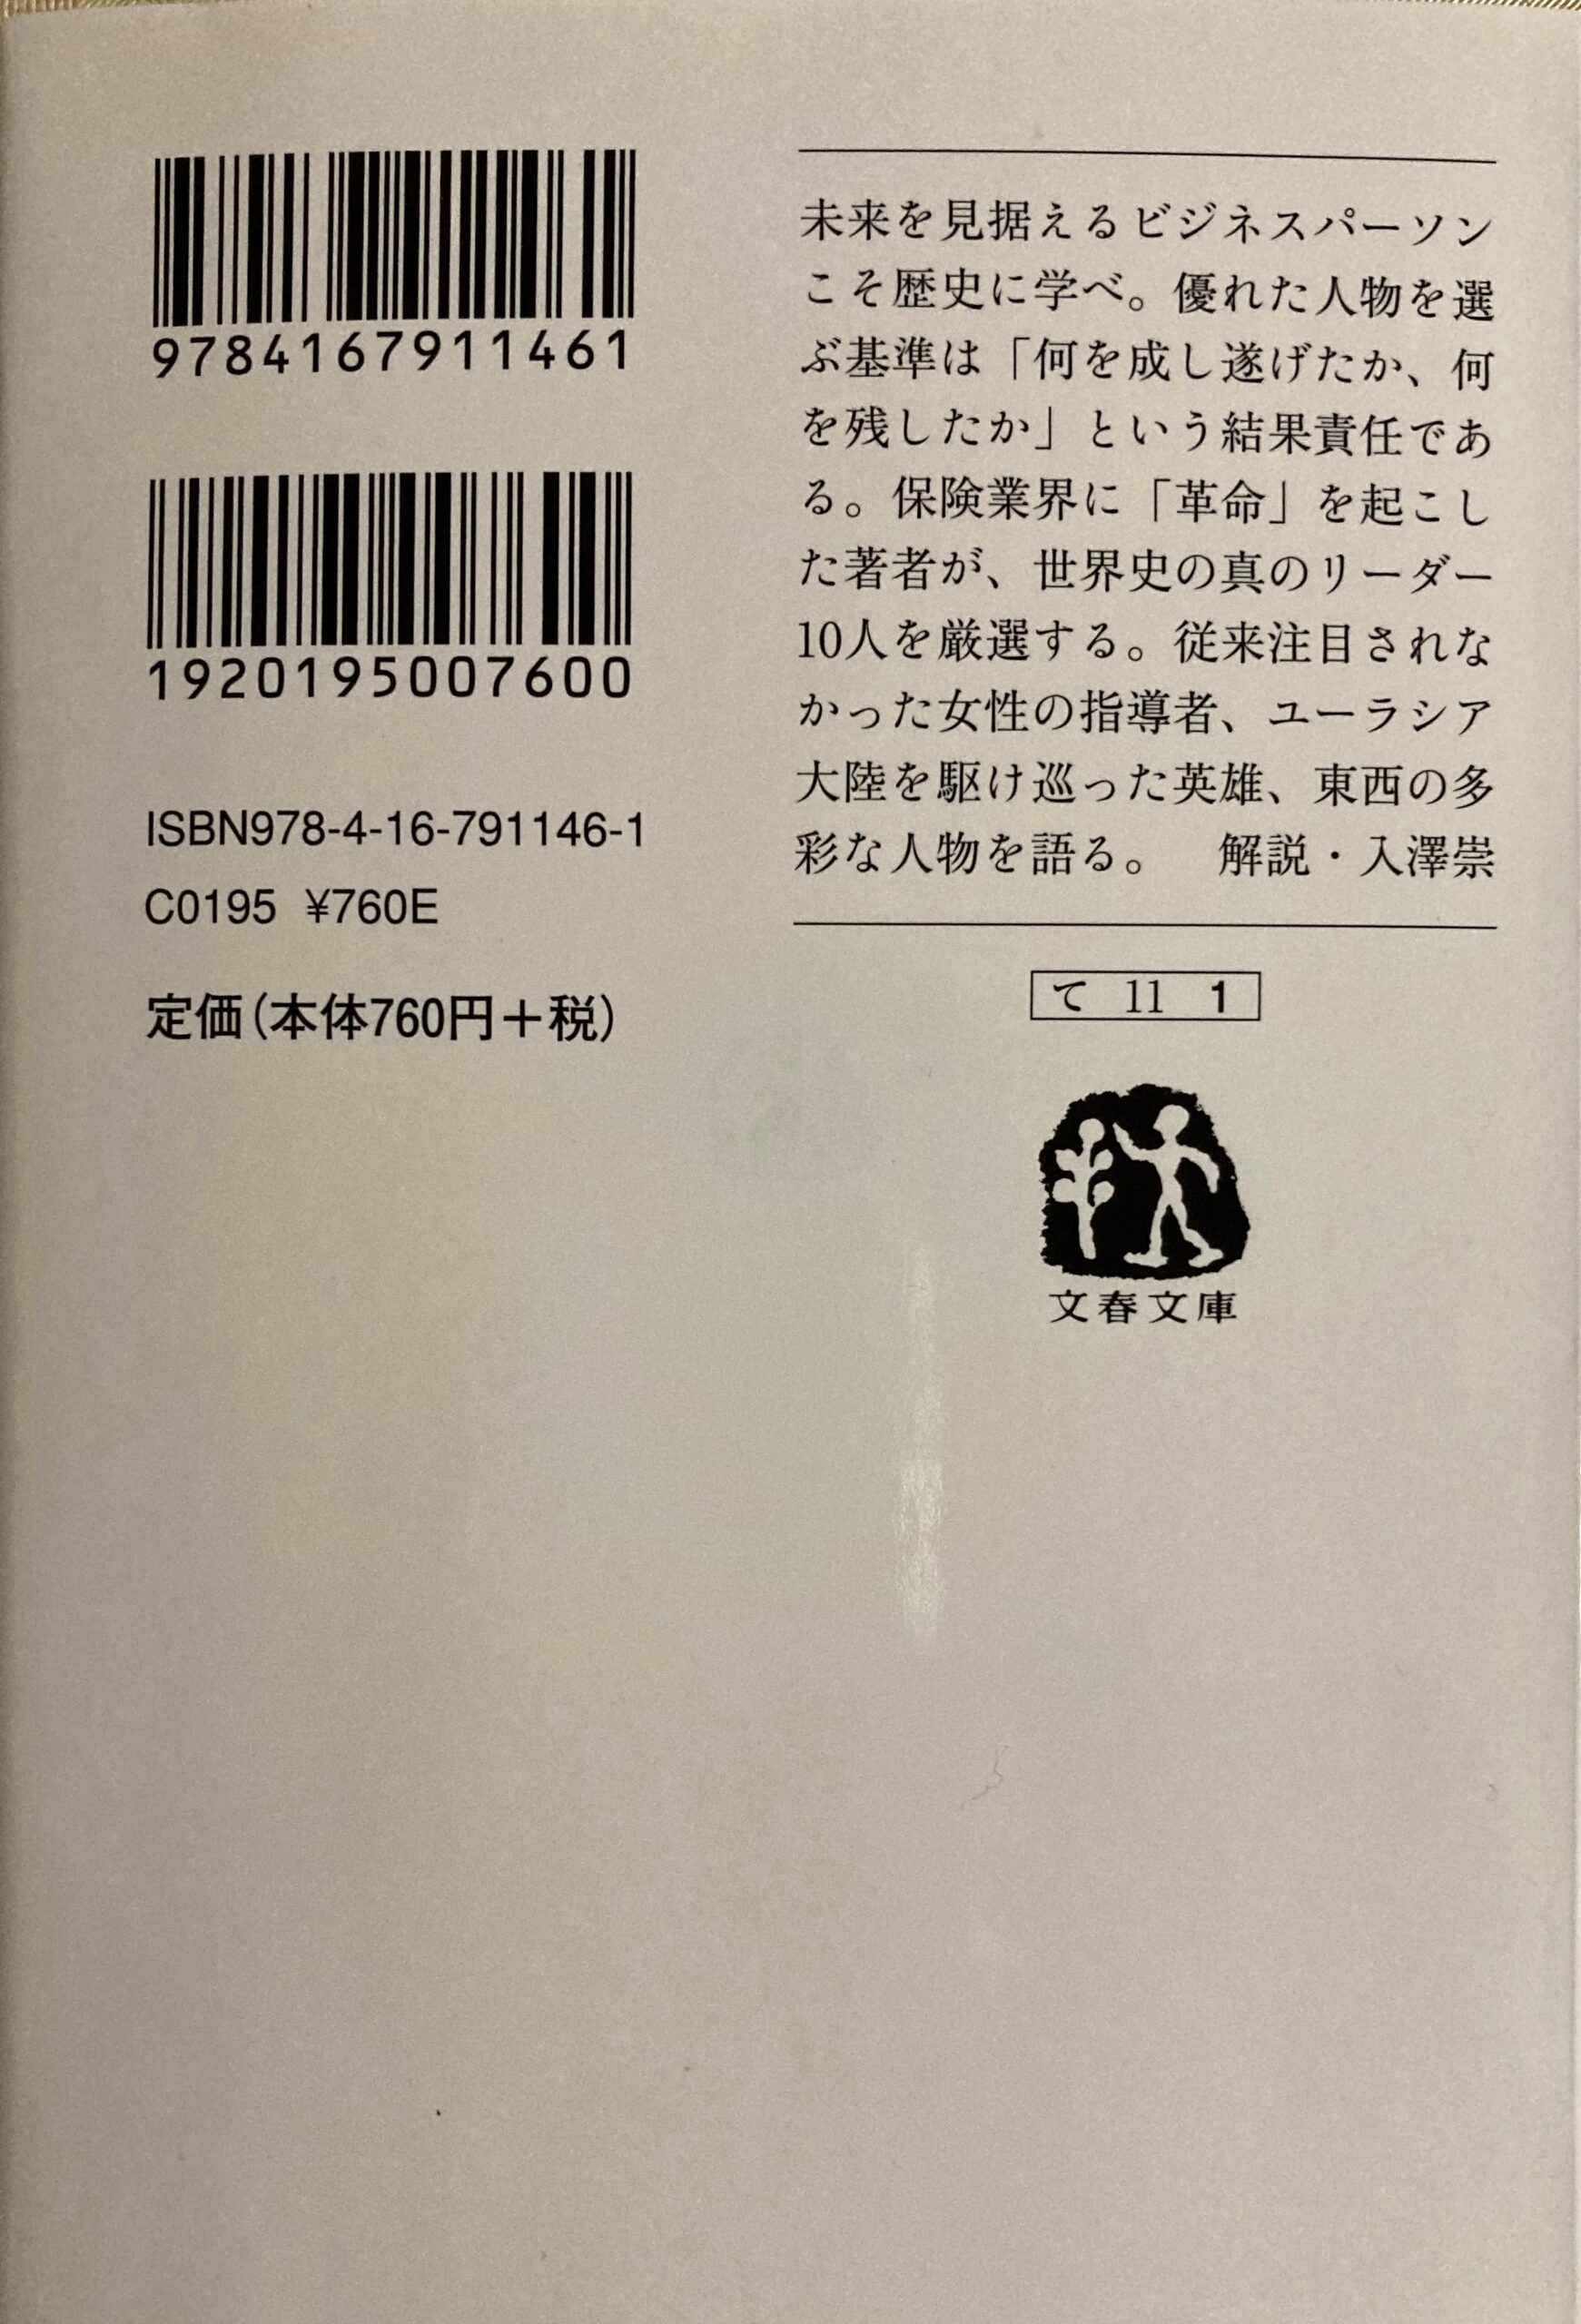 9784167911461
1920195007600
ISBN978-4-16-791146-1
C0195 ¥760E
定価(本体760円+税)
未来を見据えるビジネスパーソン
こそ歴史に学べ。優れた人物を選
ぶ基準は「何を成し遂げたか、何
を残したか」という結果責任であ
る。保険業界に「革命」を起こし
た著者が、世界史の真のリーダー
10人を厳選する。従来注目されな
かった女性の指導者、ユーラシア
大陸を駆け巡った英雄、東西の多
彩な人物を語る。　解説・入澤崇
て 11 1
文春文庫